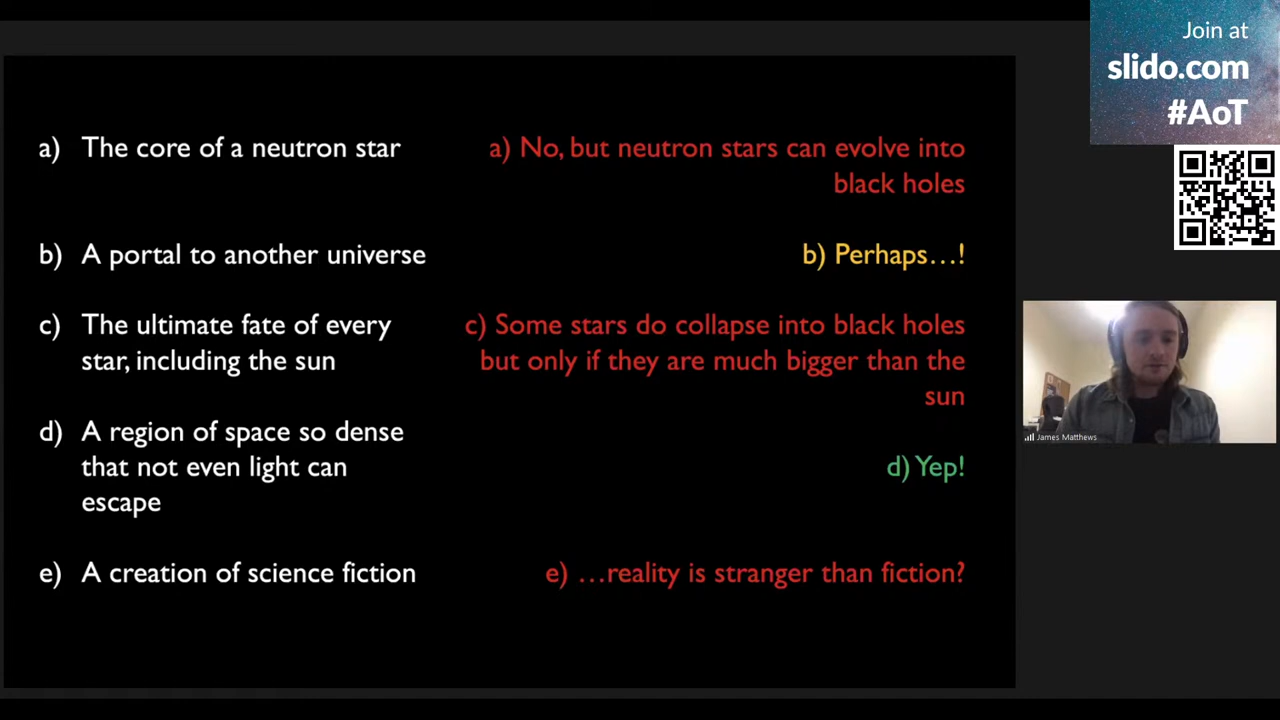 Join at
slido.com
#AoT
a) The core of a neutron star
a) No, but neutron stars can evolve into
black holes
b) A portal to another universe
b) Perhaps…!
c) The ultimate fate of every
star, including the sun
c) Some stars do collapse into black holes
but only if they are much bigger than the
sun
d) A region of space so dense
that not even light can
escape
d) Yep!
e) A creation of science fiction
e) …reality is stranger than fiction?
James Matthews